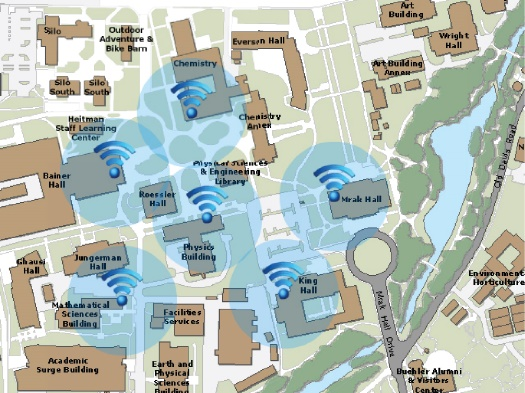 Silo
Outdoor
Adventure &
Bike Barn
Everson Hall
Art
Building
Wright
Hall
Chemistry
Art Building
Annex
Silo
South
Silo
South
Heitman
Staff Learning
Center
Chemistry
Annex
Physical Sciences
& Engineering
Library
Bainer
Hall
Roessler
Hall
Mrak Hall
Old Davis Road
Physics
Building
Ghausi
Hall
Jungerman
Hall
Environment
Horticulture
King
Hall
Mathematical
Sciences
Building
Facilities
Services
Mrak Hall Drive
Academic
Surge Building
Earth and
Physical
Sciences
Building
Buehler Alumni
& Visitors
Center